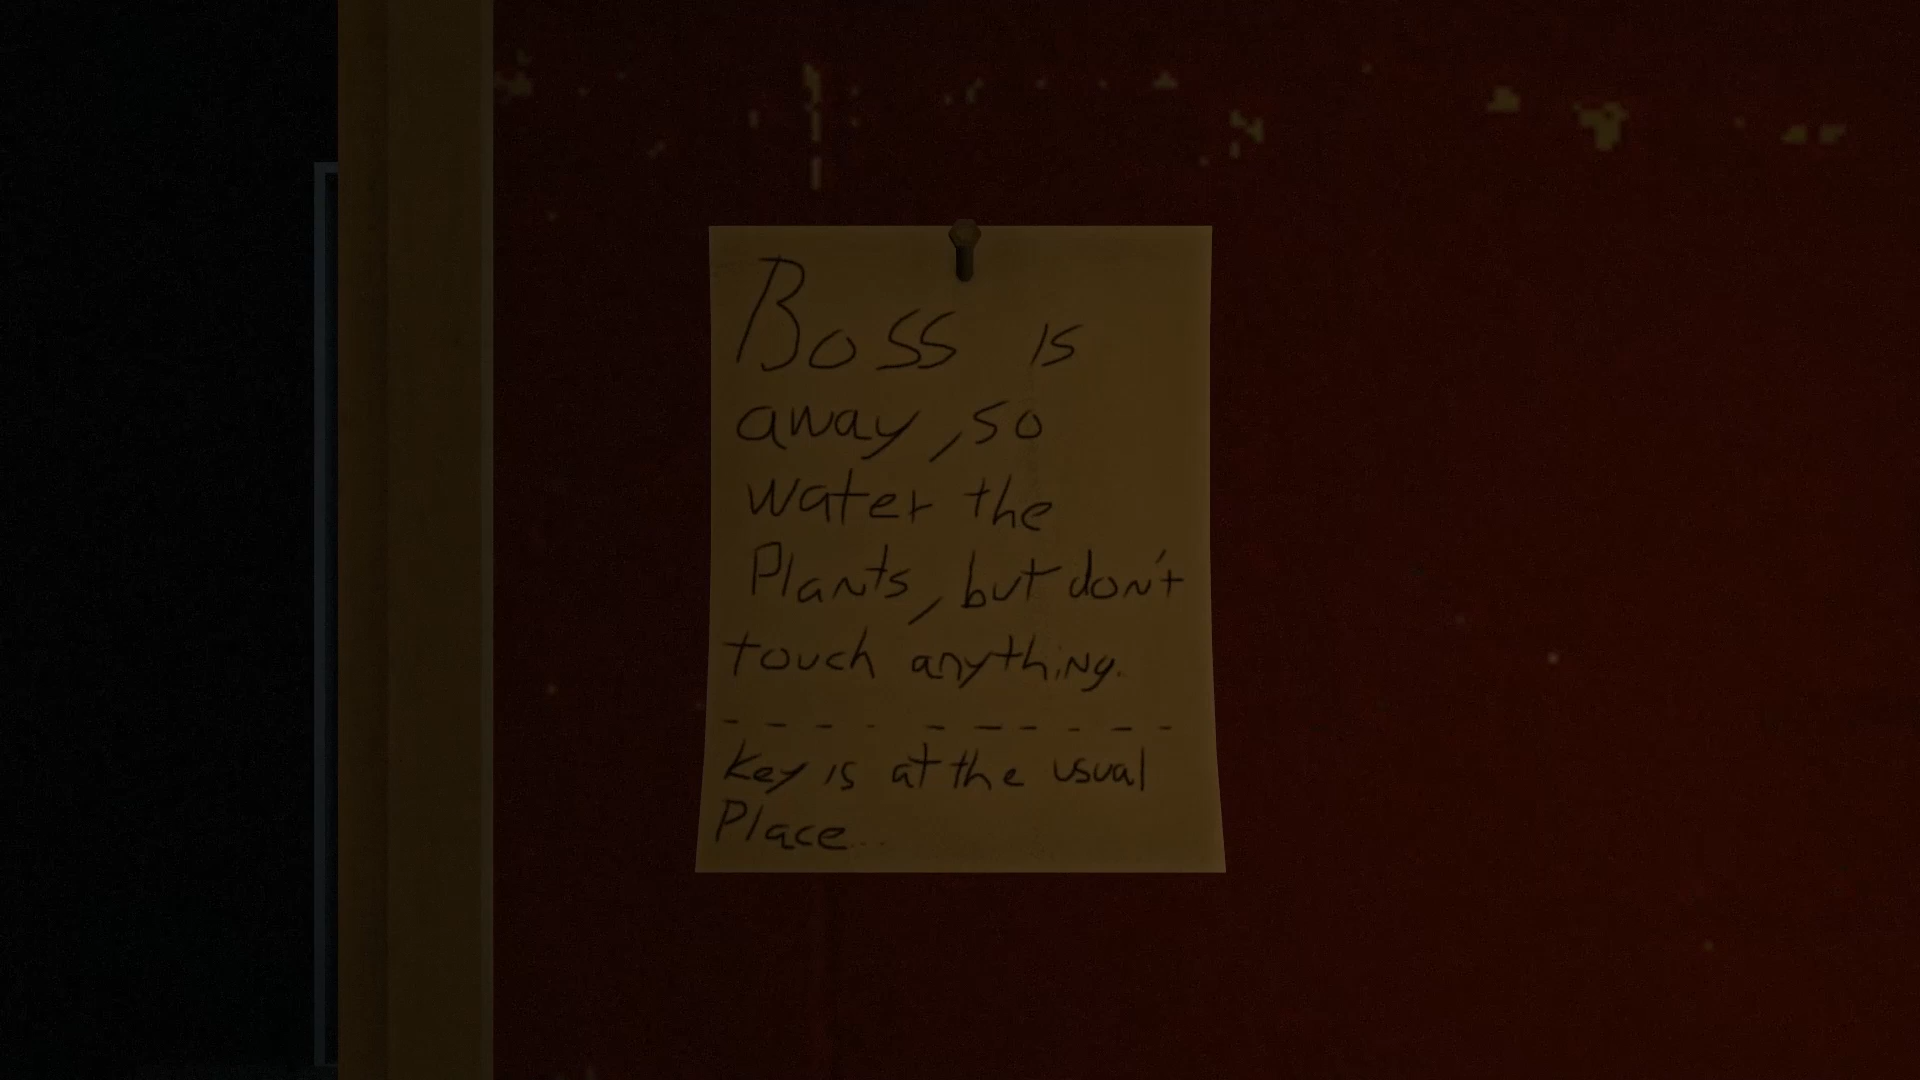 Boss is
away, so
water the
Plants, but don't
touch anything.
key is at the usual
Place..